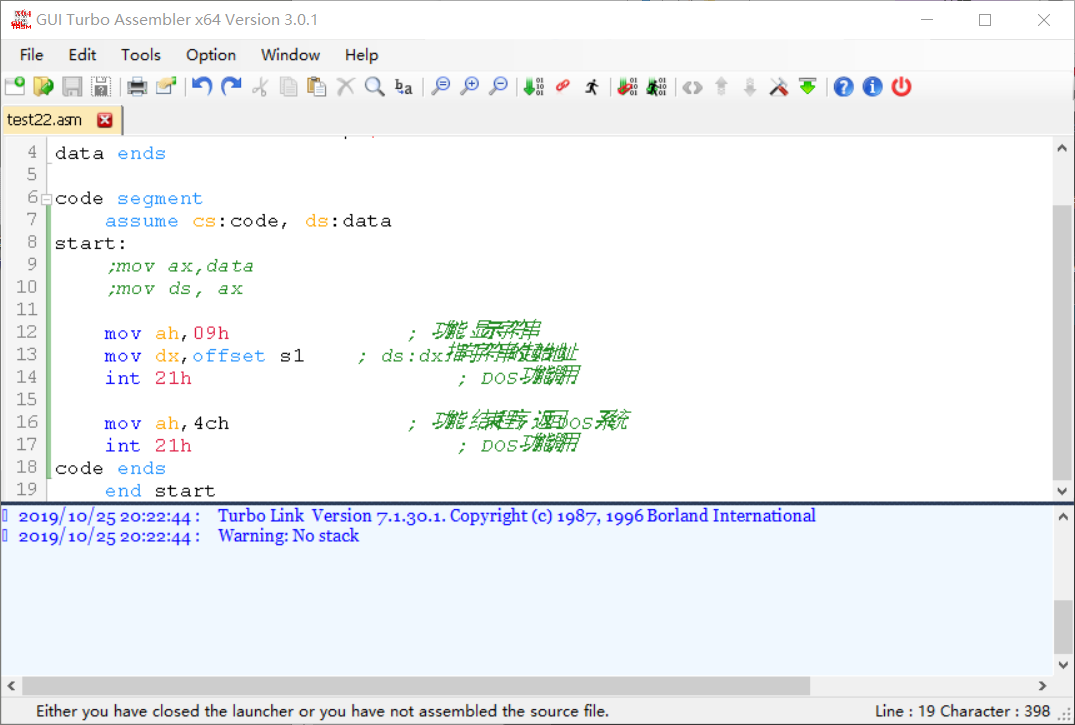 GUI Turbo Assembler x64 Version 3.0.1
File Edit Tools Option Window Help
test22.asm
4 data ends
5
6 code segment
7 assume cs:code, ds:data
8 start:
9 ;mov ax,data
10 ;mov ds, ax
11
12 mov ah,09h ; 功能 显示字符串
13 mov dx,offset s1 ; ds:dx指字符串的起始地址
14 int 21h ; DOS功能调用
15
16 mov ah,4ch ; 功能 结束程序 返回DOS系统
17 int 21h ; DOS功能调用
18 code ends
19 end start
2019/10/25 20:22:44 : Turbo Link Version 7.1.30.1. Copyright (c) 1987, 1996 Borland International
2019/10/25 20:22:44 : Warning: No stack
Either you have closed the launcher or you have not assembled the source file. Line : 19 Character : 398